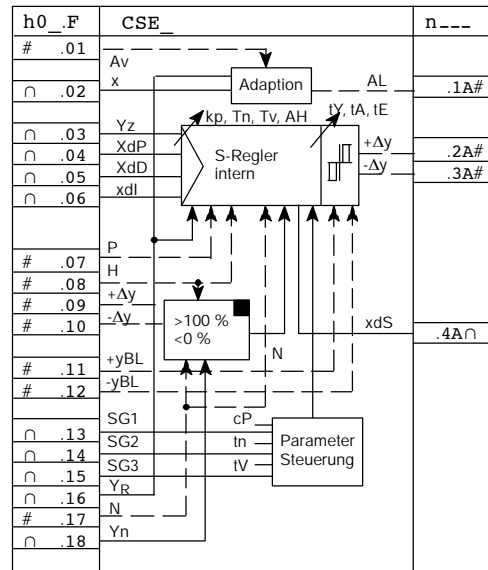 h0_.F CSE_ n___
# .01 Av
∩ .02 x Adaption AL .1A#
kp, Tn, Tv, AH tY, tA, tE
∩ .03 Yz
∩ .04 XdP S-Regler +Δy .2A#
∩ .05 XdD intern -Δy .3A#
∩ .06 xdI
# .07 P
# .08 H
# .09 +Δy
# .10 -Δy >100 %
<0 % xdS .4A∩
N
# .11 +yBL
# .12 -yBL
∩ .13 SG1 cP
∩ .14 SG2 tn Parameter
∩ .15 SG3 tV Steuerung
∩ .16 YR
# .17 N
∩ .18 Yn